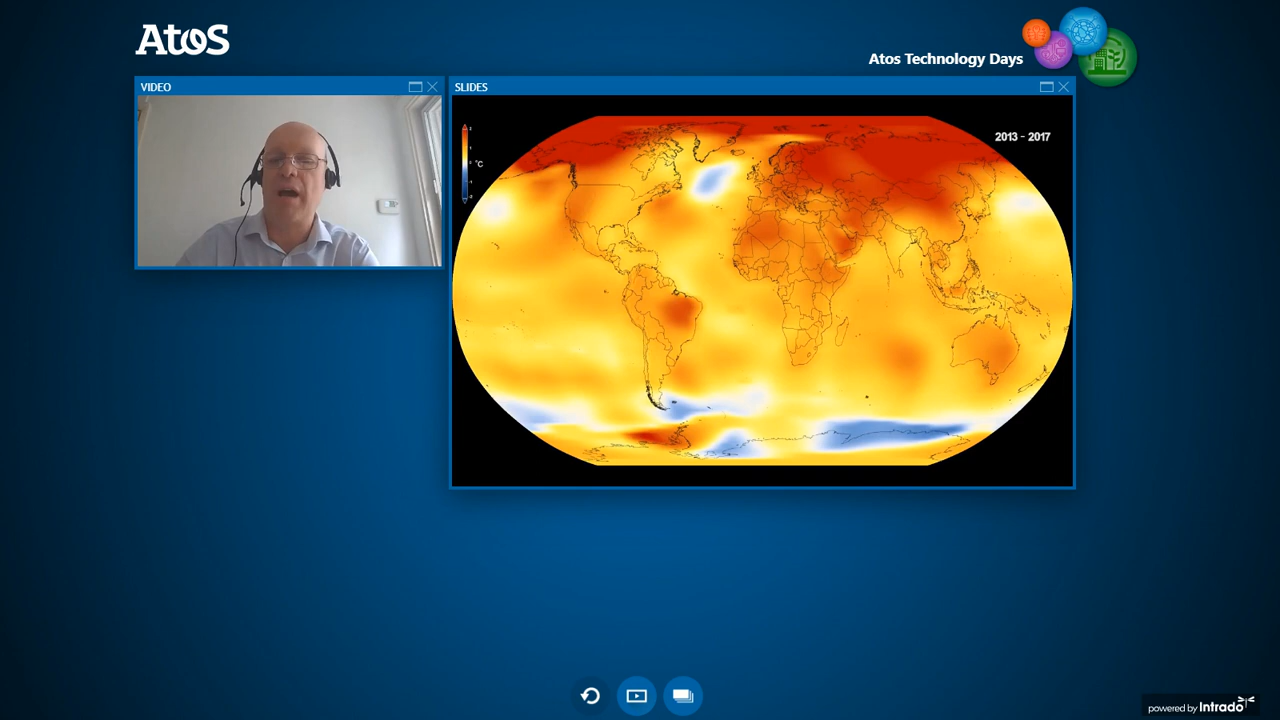 Atos
Atos Technology Days
VIDEO
SLIDES
2013 - 2017
°C
powered by Intrado